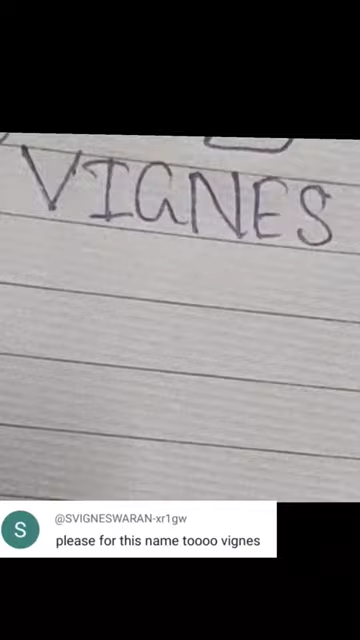 VIGNES
S
@SVIGNESWARAN-xr1gw
please for this name toooo vignes